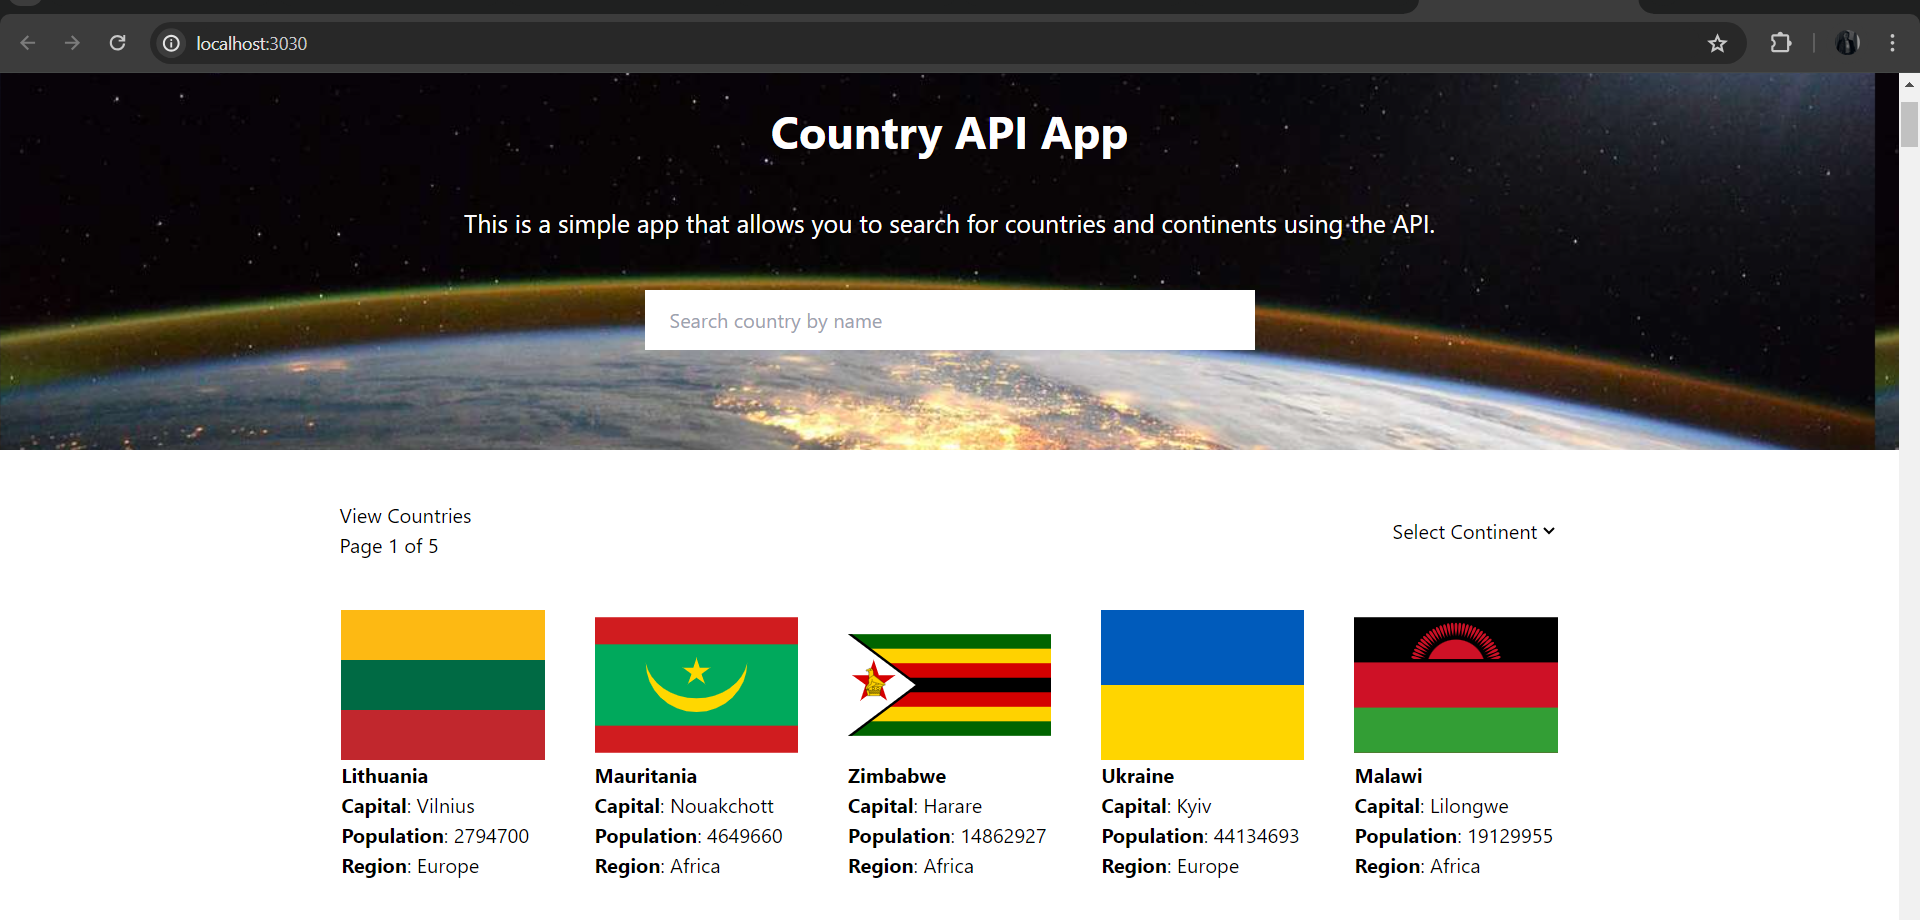 localhost:3030
Country API App
This is a simple app that allows you to search for countries and continents using the API.
Search country by name
View Countries
Page 1 of 5
Select Continent
Lithuania
Capital: Vilnius
Population: 2794700
Region: Europe
Mauritania
Capital: Nouakchott
Population: 4649660
Region: Africa
Zimbabwe
Capital: Harare
Population: 14862927
Region: Africa
Ukraine
Capital: Kyiv
Population: 44134693
Region: Europe
Malawi
Capital: Lilongwe
Population: 19129955
Region: Africa